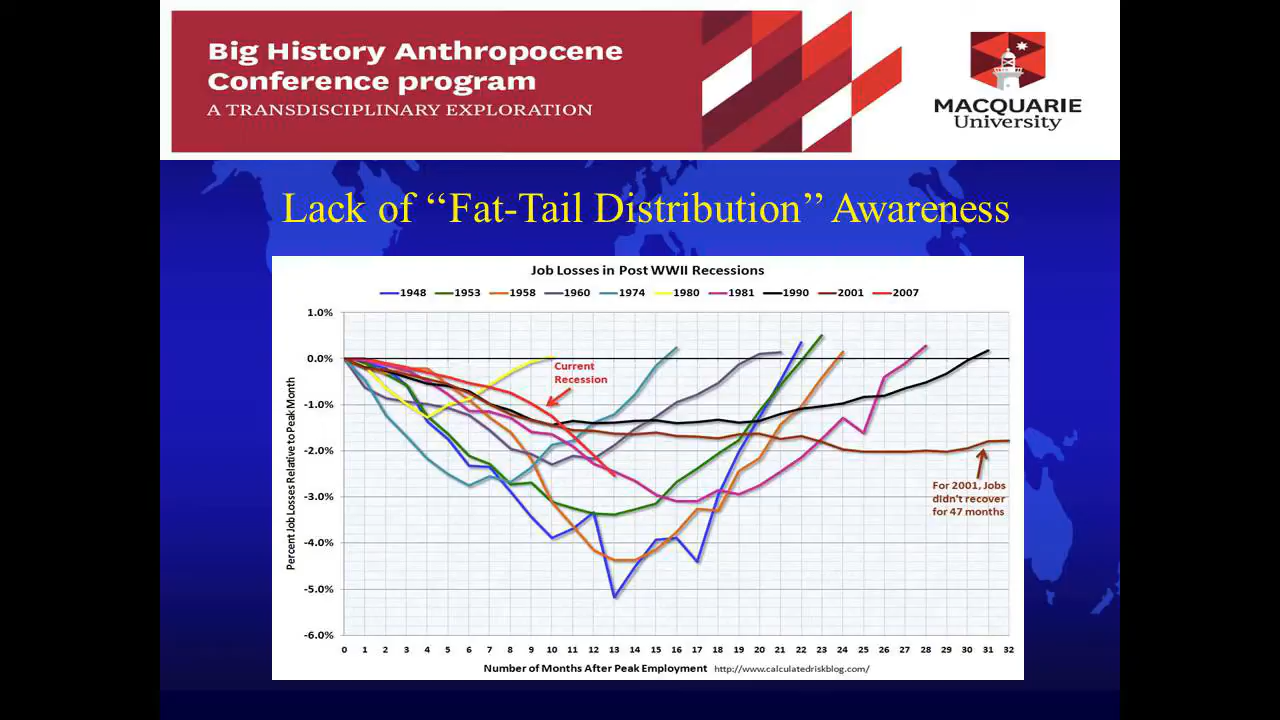 Big History Anthropocene
Conference program
A TRANSDISCIPLINARY EXPLORATION
MACQUARIE
University
Lack of ‘‘Fat-Tail Distribution’’ Awareness
Job Losses in Post WWII Recessions
1948 1953 1958 1960 1974 1980 1981 1990 2001 2007
1.0%
0.0%
-1.0%
-2.0%
-3.0%
-4.0%
-5.0%
-6.0%
Percent Job Losses Relative to Peak Month
Current
Recession
For 2001, Jobs
didn't recover
for 47 months
0 1 2 3 4 5 6 7 8 9 10 11 12 13 14 15 16 17 18 19 20 21 22 23 24 25 26 27 28 29 30 31 32
Number of Months After Peak Employment http://www.calculatedriskblog.com/